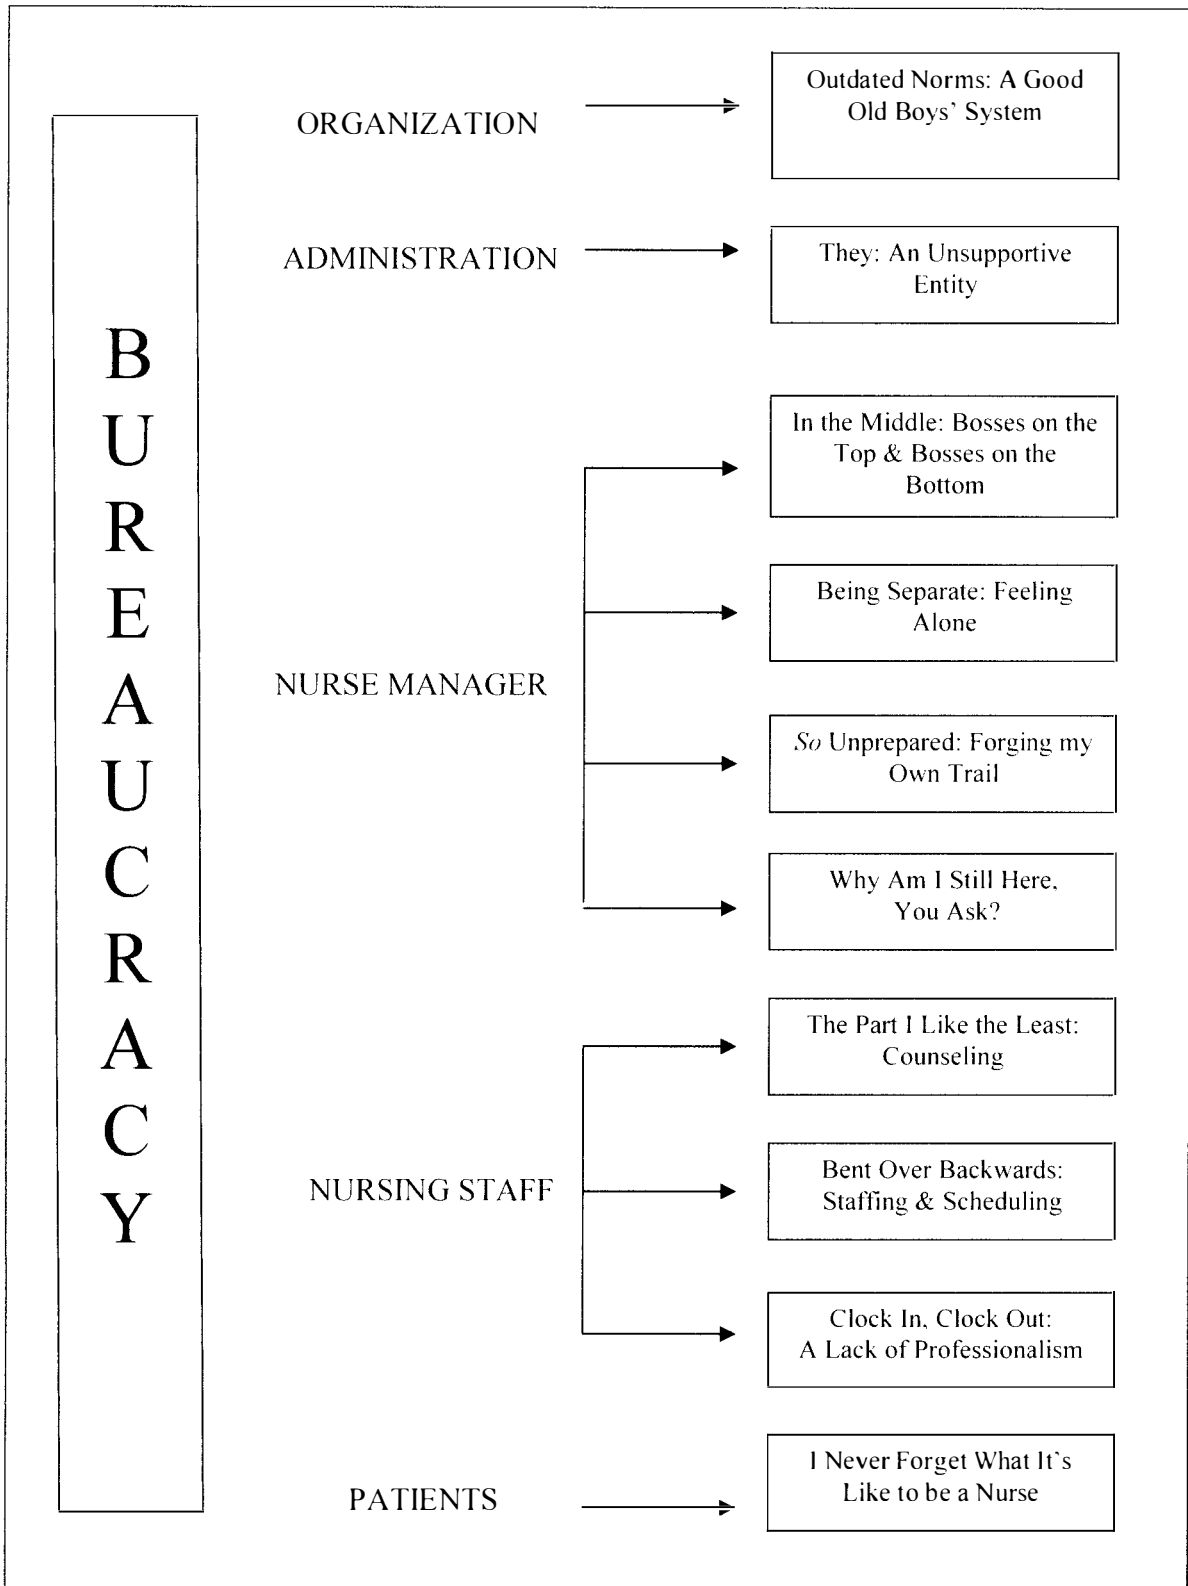 B
U
R
E
A
U
C
R
A
C
Y
ORGANIZATION
Outdated Norms: A Good
Old Boys' System
ADMINISTRATION
They: An Unsupportive
Entity
NURSE MANAGER
In the Middle: Bosses on the
Top & Bosses on the
Bottom
Being Separate: Feeling
Alone
So Unprepared: Forging my
Own Trail
Why Am I Still Here,
You Ask?
NURSING STAFF
The Part I Like the Least:
Counseling
Bent Over Backwards:
Staffing & Scheduling
Clock In, Clock Out:
A Lack of Professionalism
PATIENTS
I Never Forget What It's
Like to be a Nurse